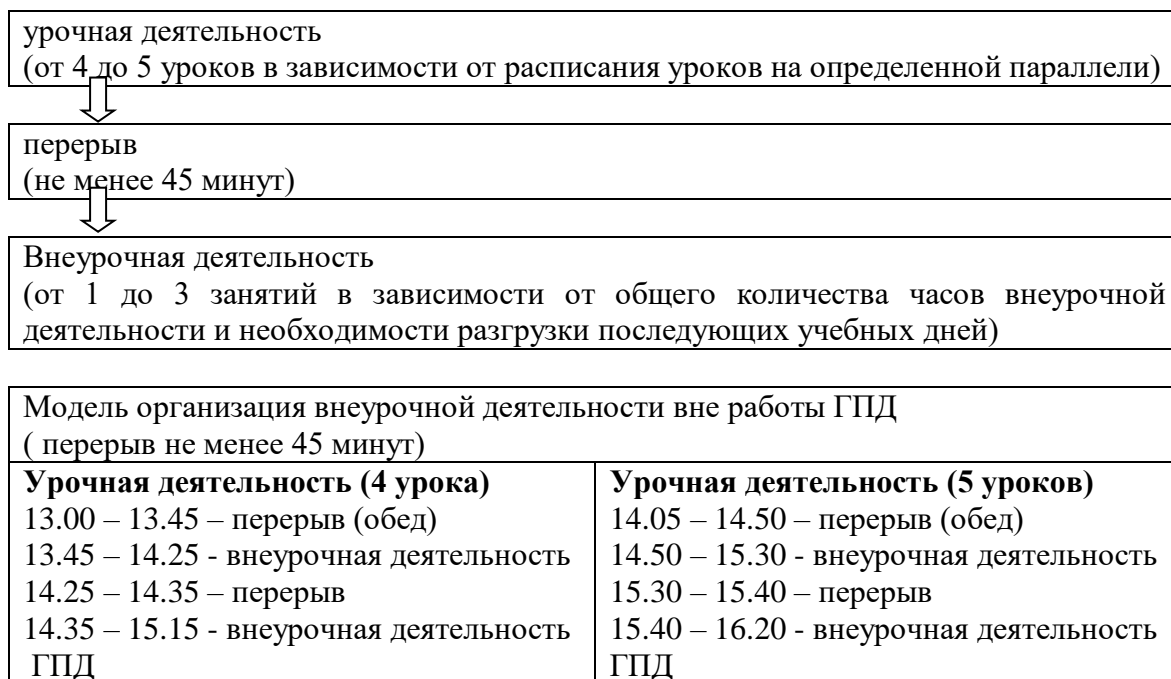 урочная деятельность
(от 4 до 5 уроков в зависимости от расписания уроков на определенной параллели)
перерыв
(не менее 45 минут)
Внеурочная деятельность
(от 1 до 3 занятий в зависимости от общего количества часов внеурочной
деятельности и необходимости разгрузки последующих учебных дней)
Модель организация внеурочной деятельности вне работы ГПД
( перерыв не менее 45 минут)
Урочная деятельность (4 урока)
13.00 – 13.45 – перерыв (обед)
13.45 – 14.25 - внеурочная деятельность
14.25 – 14.35 – перерыв
14.35 – 15.15 - внеурочная деятельность
ГПД
Урочная деятельность (5 уроков)
14.05 – 14.50 – перерыв (обед)
14.50 – 15.30 - внеурочная деятельность
15.30 – 15.40 – перерыв
15.40 – 16.20 - внеурочная деятельность
ГПД